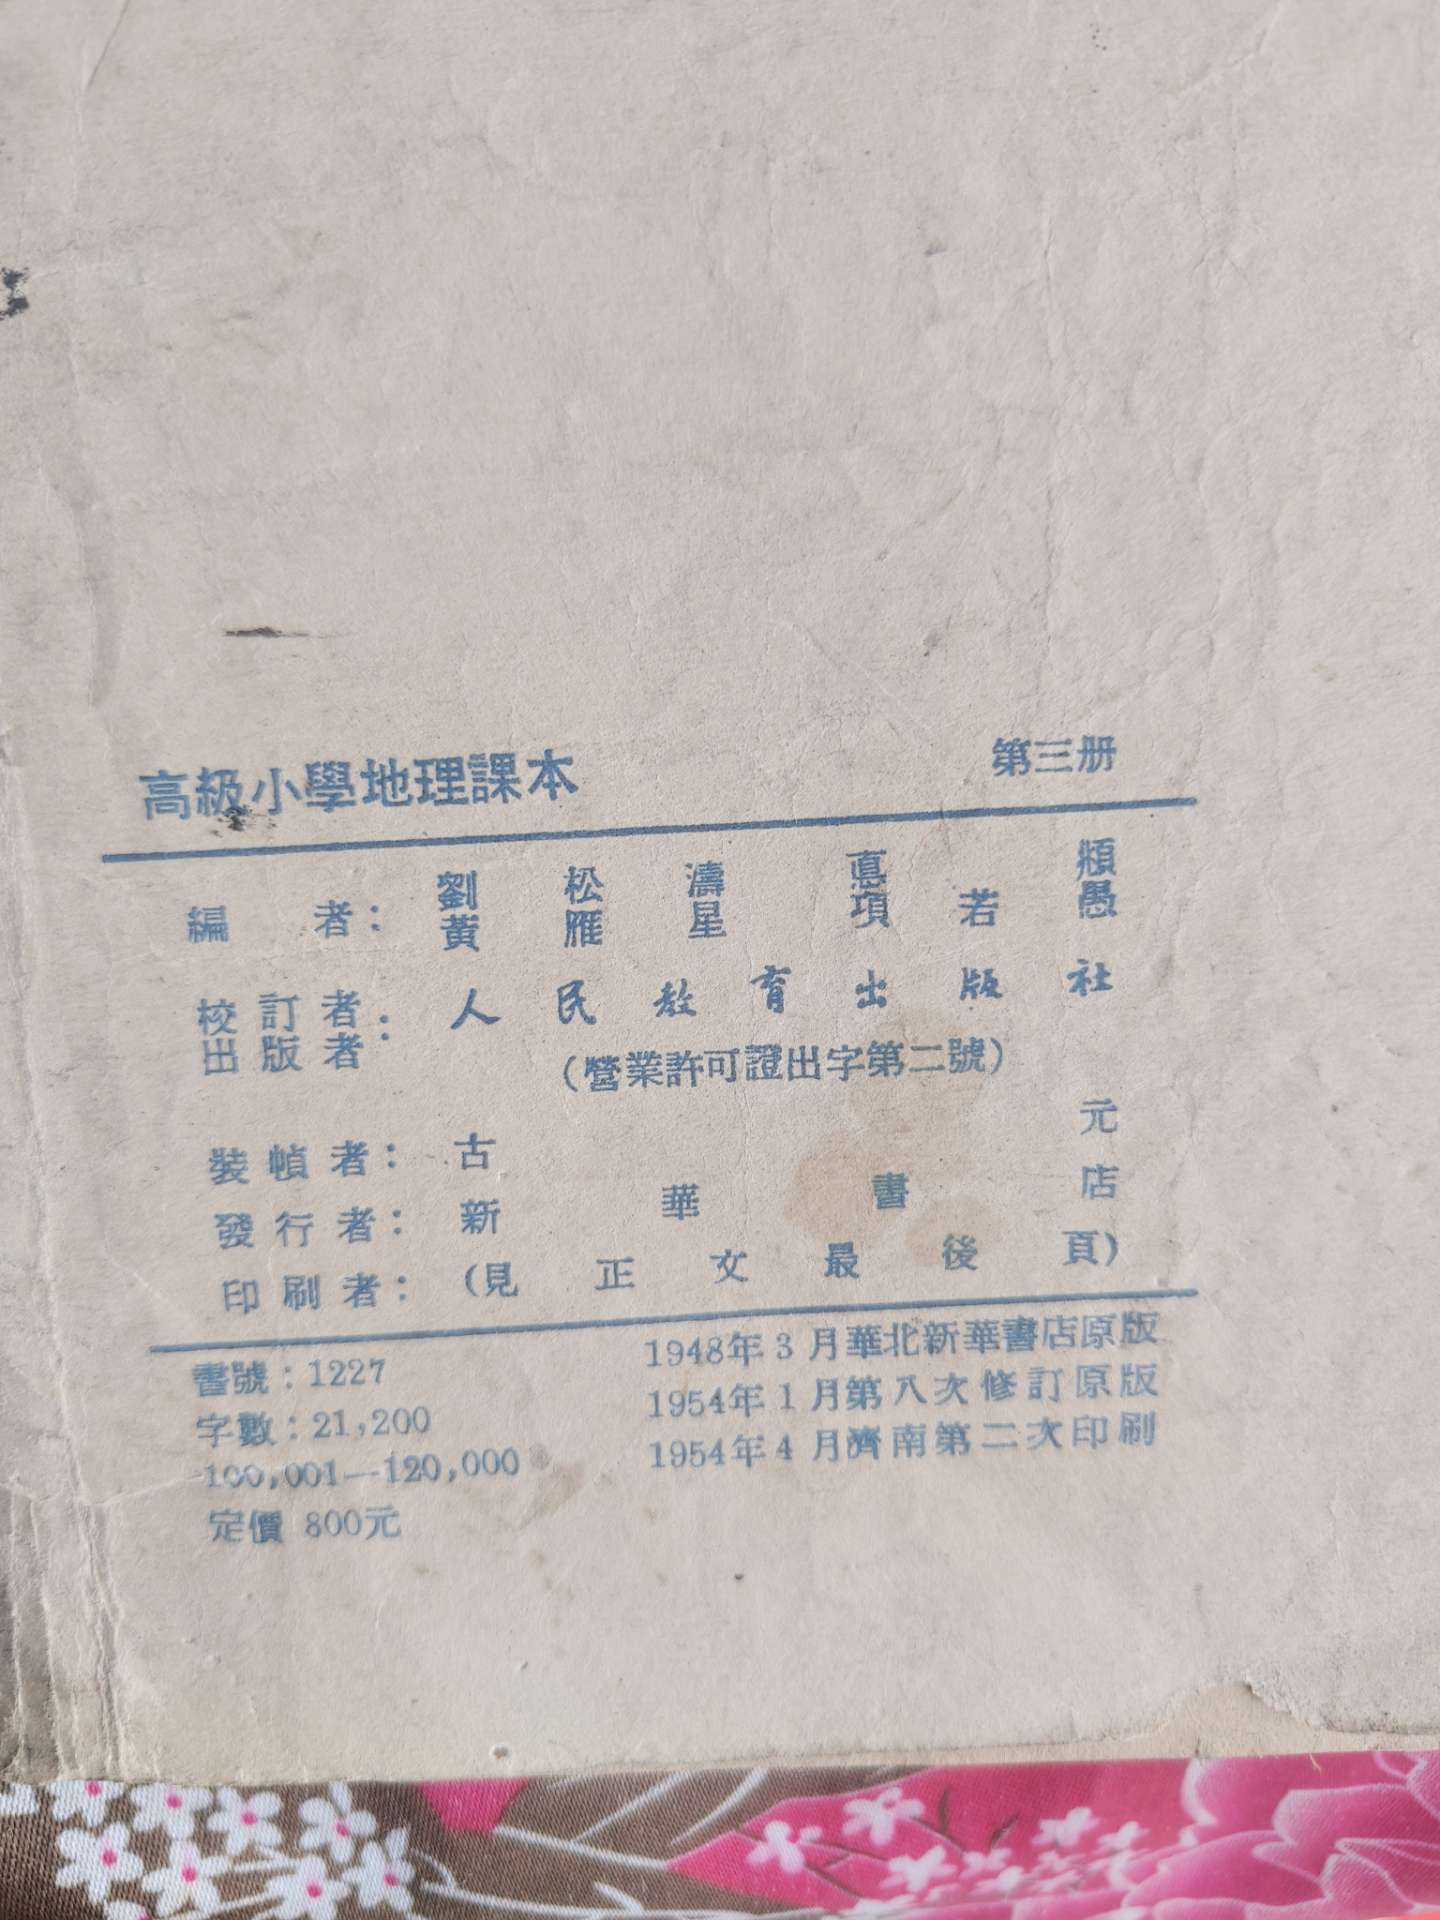 高級小學地理課本 第三册
編者：劉松濤 惪頫
黃雁星 項若愚
校訂者：人民教育出版社
出版者：
（營業許可證出字第二號）
裝幀者：古元
發行者：新華書店
印刷者：（見正文最後頁）
書號：1227
字數：21,200
100,001—120,000
定價 800元
1948年3月華北新華書店原版
1954年1月第八次修訂原版
1954年4月濟南第二次印刷